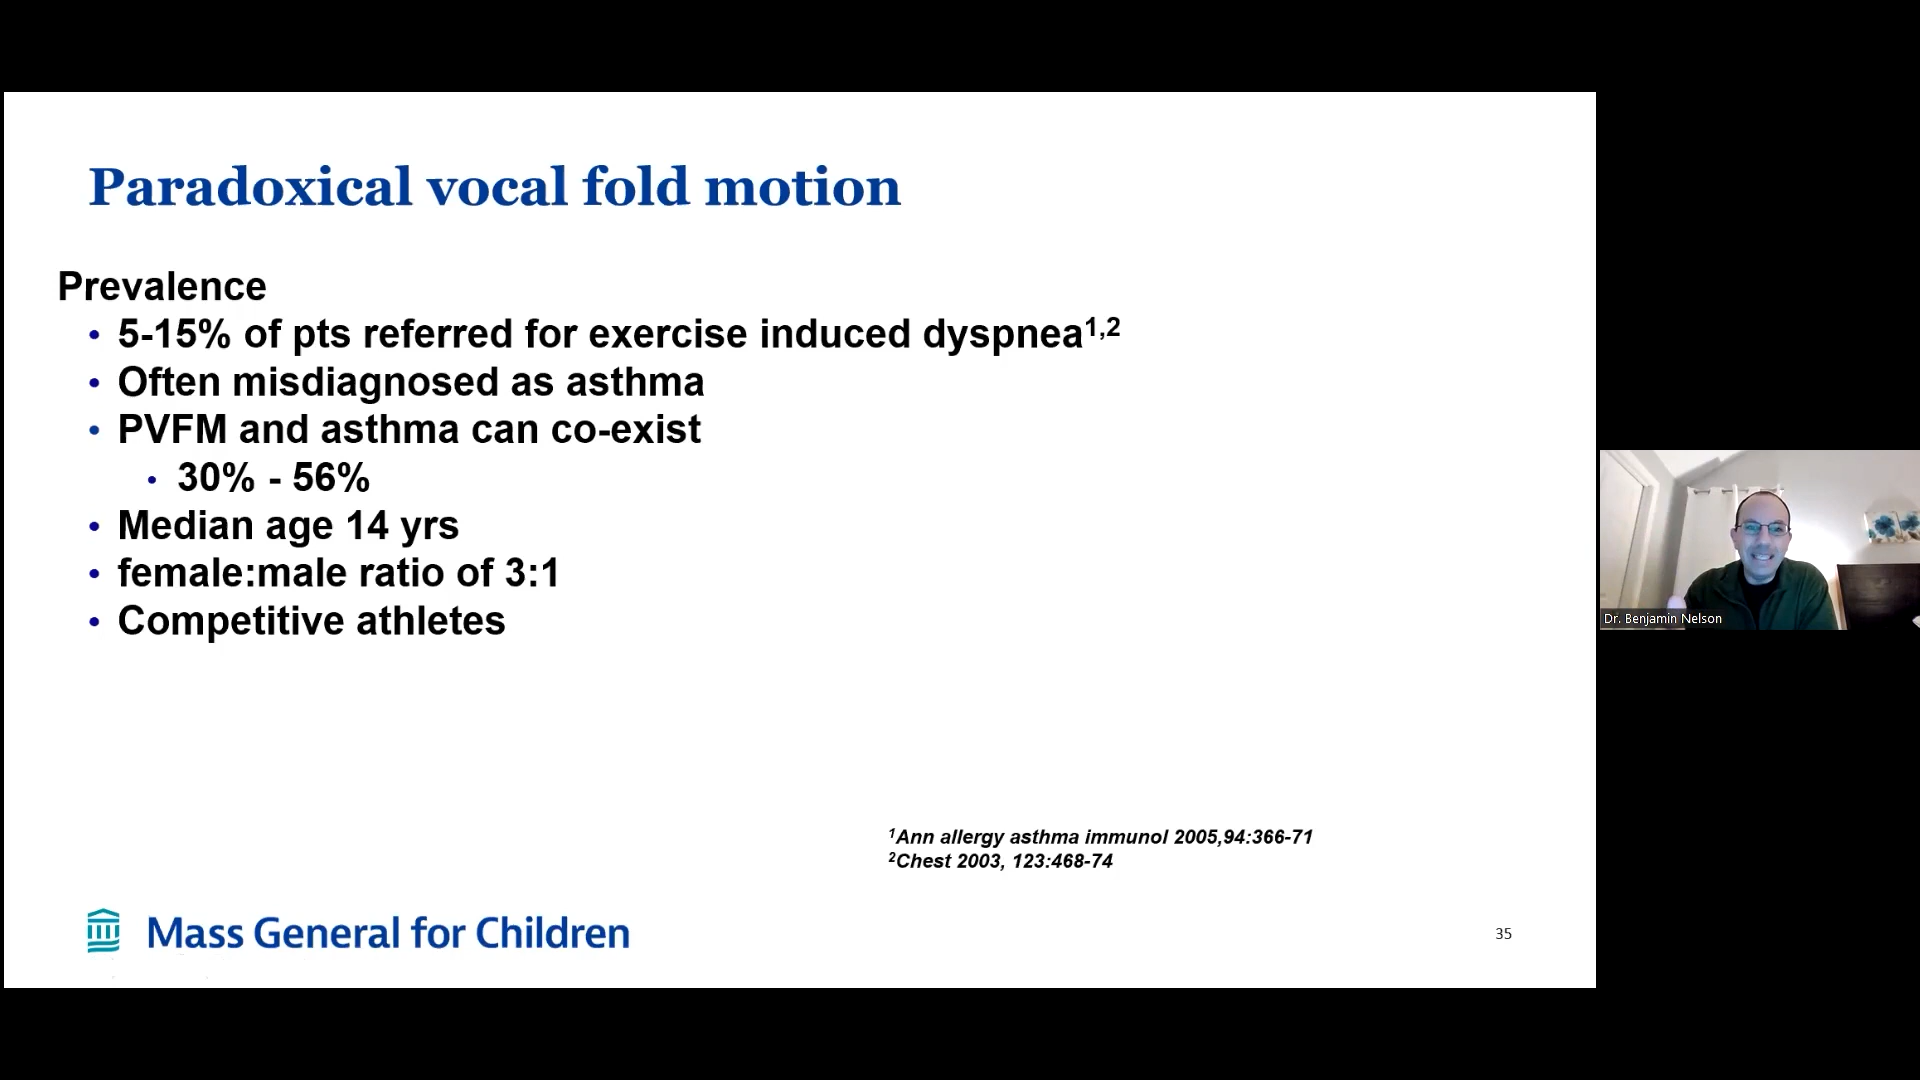 Paradoxical vocal fold motion
Prevalence
• 5-15% of pts referred for exercise induced dyspnea1,2
• Often misdiagnosed as asthma
• PVFM and asthma can co-exist
• 30% - 56%
• Median age 14 yrs
• female:male ratio of 3:1
• Competitive athletes
1Ann allergy asthma immunol 2005,94:366-71
2Chest 2003, 123:468-74
Mass General for Children
35
Dr. Benjamin Nelson